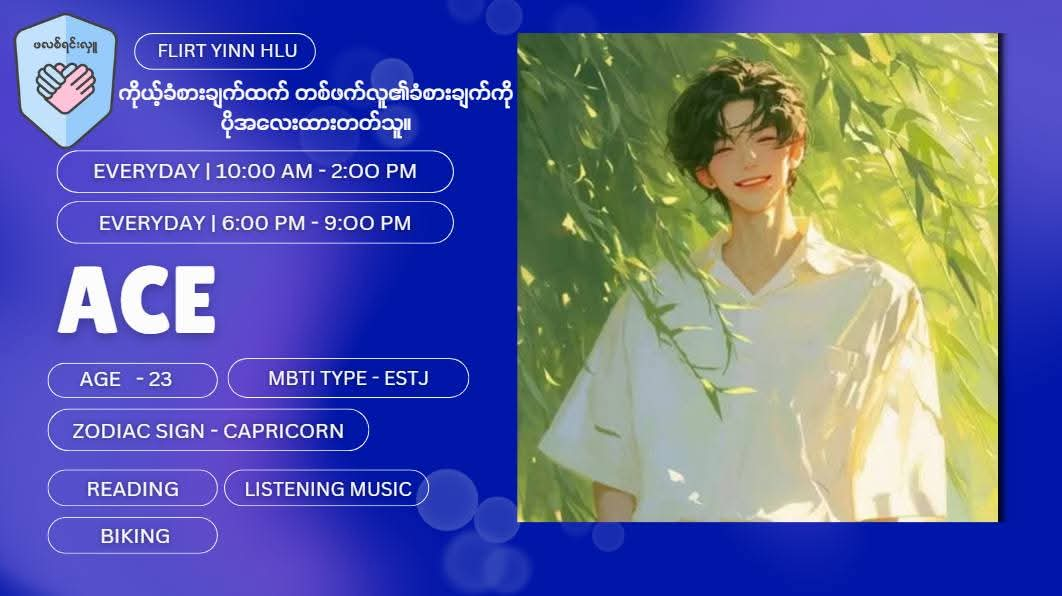 ဖလစ်ရင်းလှူ
FLIRT YINN HLU
ကိုယ့်ခံစားချက်ထက် တစ်ဖက်လူ၏ခံစားချက်ကို
ပိုအလေးထားတတ်သူ။
EVERYDAY | 10:00 AM - 2:00 PM
EVERYDAY | 6:00 PM - 9:00 PM
ACE
AGE - 23
MBTI TYPE - ESTJ
ZODIAC SIGN - CAPRICORN
READING
LISTENING MUSIC
BIKING